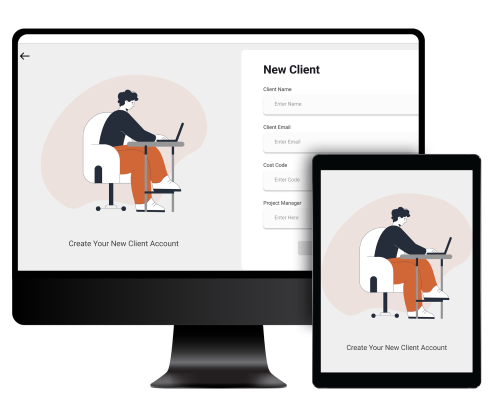 New Client
Client Name
Enter Name
Client Email
Enter Email
Cost Code
Enter Code
Project Manager
Enter Here
Create Your New Client Account
Create Your New Client Account